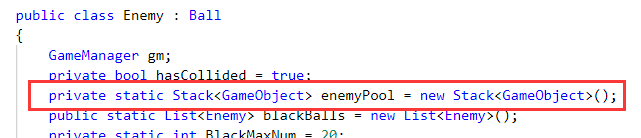 public class Enemy : Ball
{
GameManager gm;
private bool hasCollided = true;
private static Stack<GameObject> enemyPool = new Stack<GameObject>();
public static List<Enemy> blackBalls = new List<Enemy>();
private static int BlackMaxNum = 20;